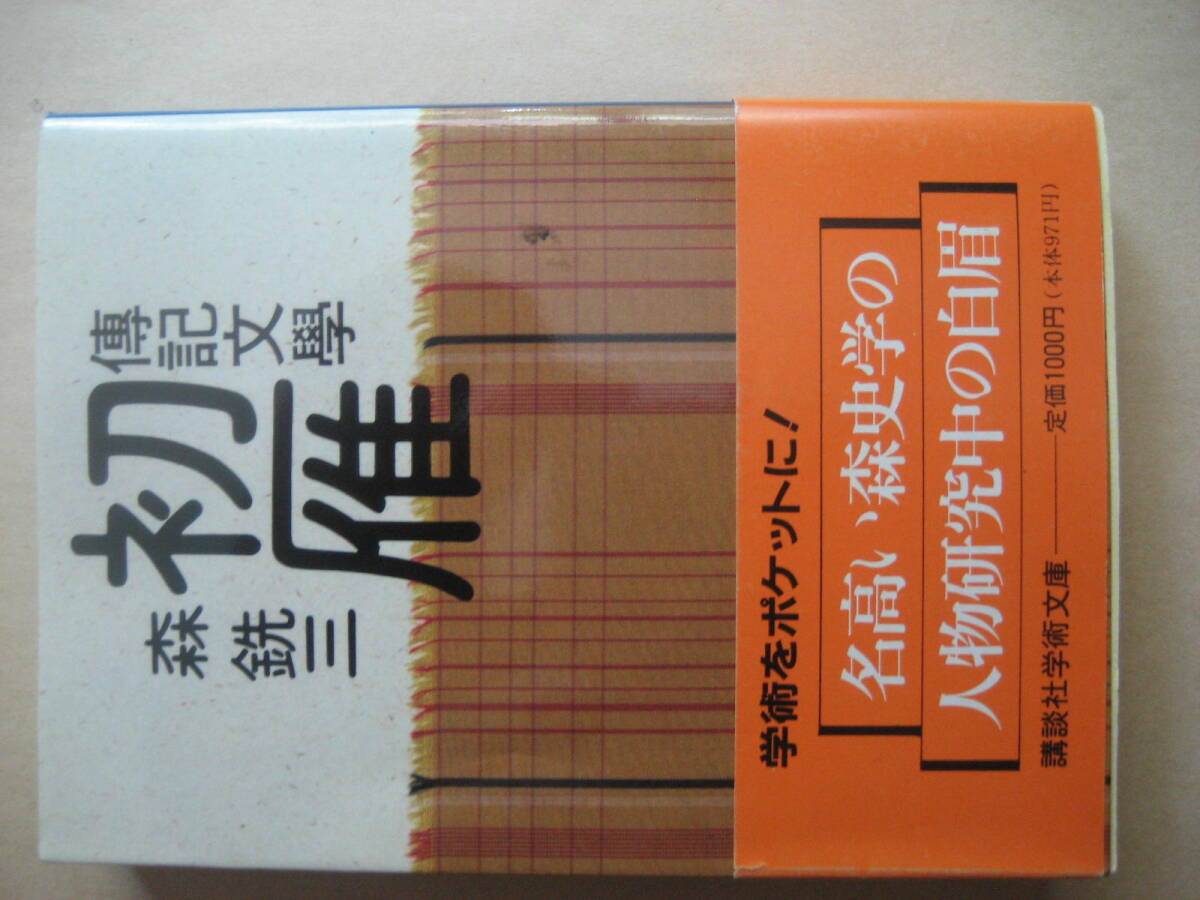 傳記文學
初雁
森銑三
学術をポケットに!
名高い森史学の
人物研究中の白眉
講談社学術文庫――定価1000円(本体971円)